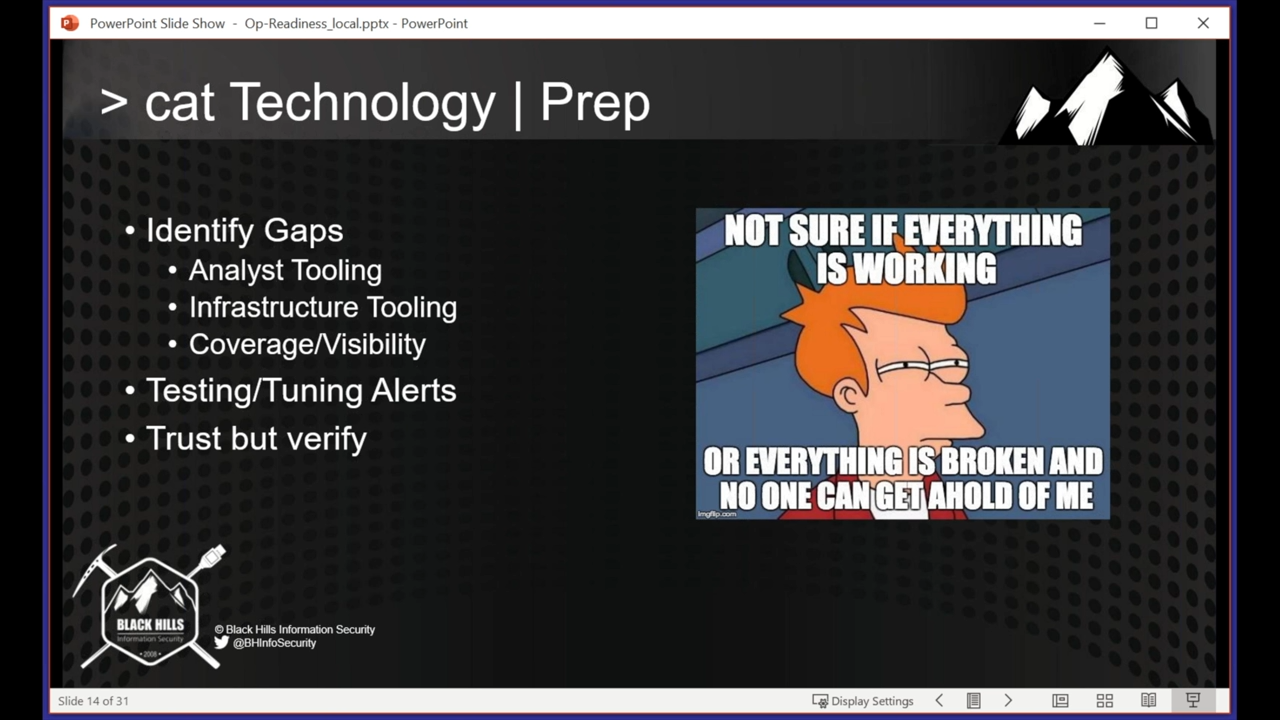 PowerPoint Slide Show - Op-Readiness_local.pptx - PowerPoint
> cat Technology | Prep
• Identify Gaps
• Analyst Tooling
• Infrastructure Tooling
• Coverage/Visibility
• Testing/Tuning Alerts
• Trust but verify
NOT SURE IF EVERYTHING
IS WORKING
OR EVERYTHING IS BROKEN AND
NO ONE CAN GET AHOLD OF ME
imgflip.com
BLACK HILLS
Information Security
• 2008 •
© Black Hills Information Security
@BHInfoSecurity
Slide 14 of 31
Display Settings